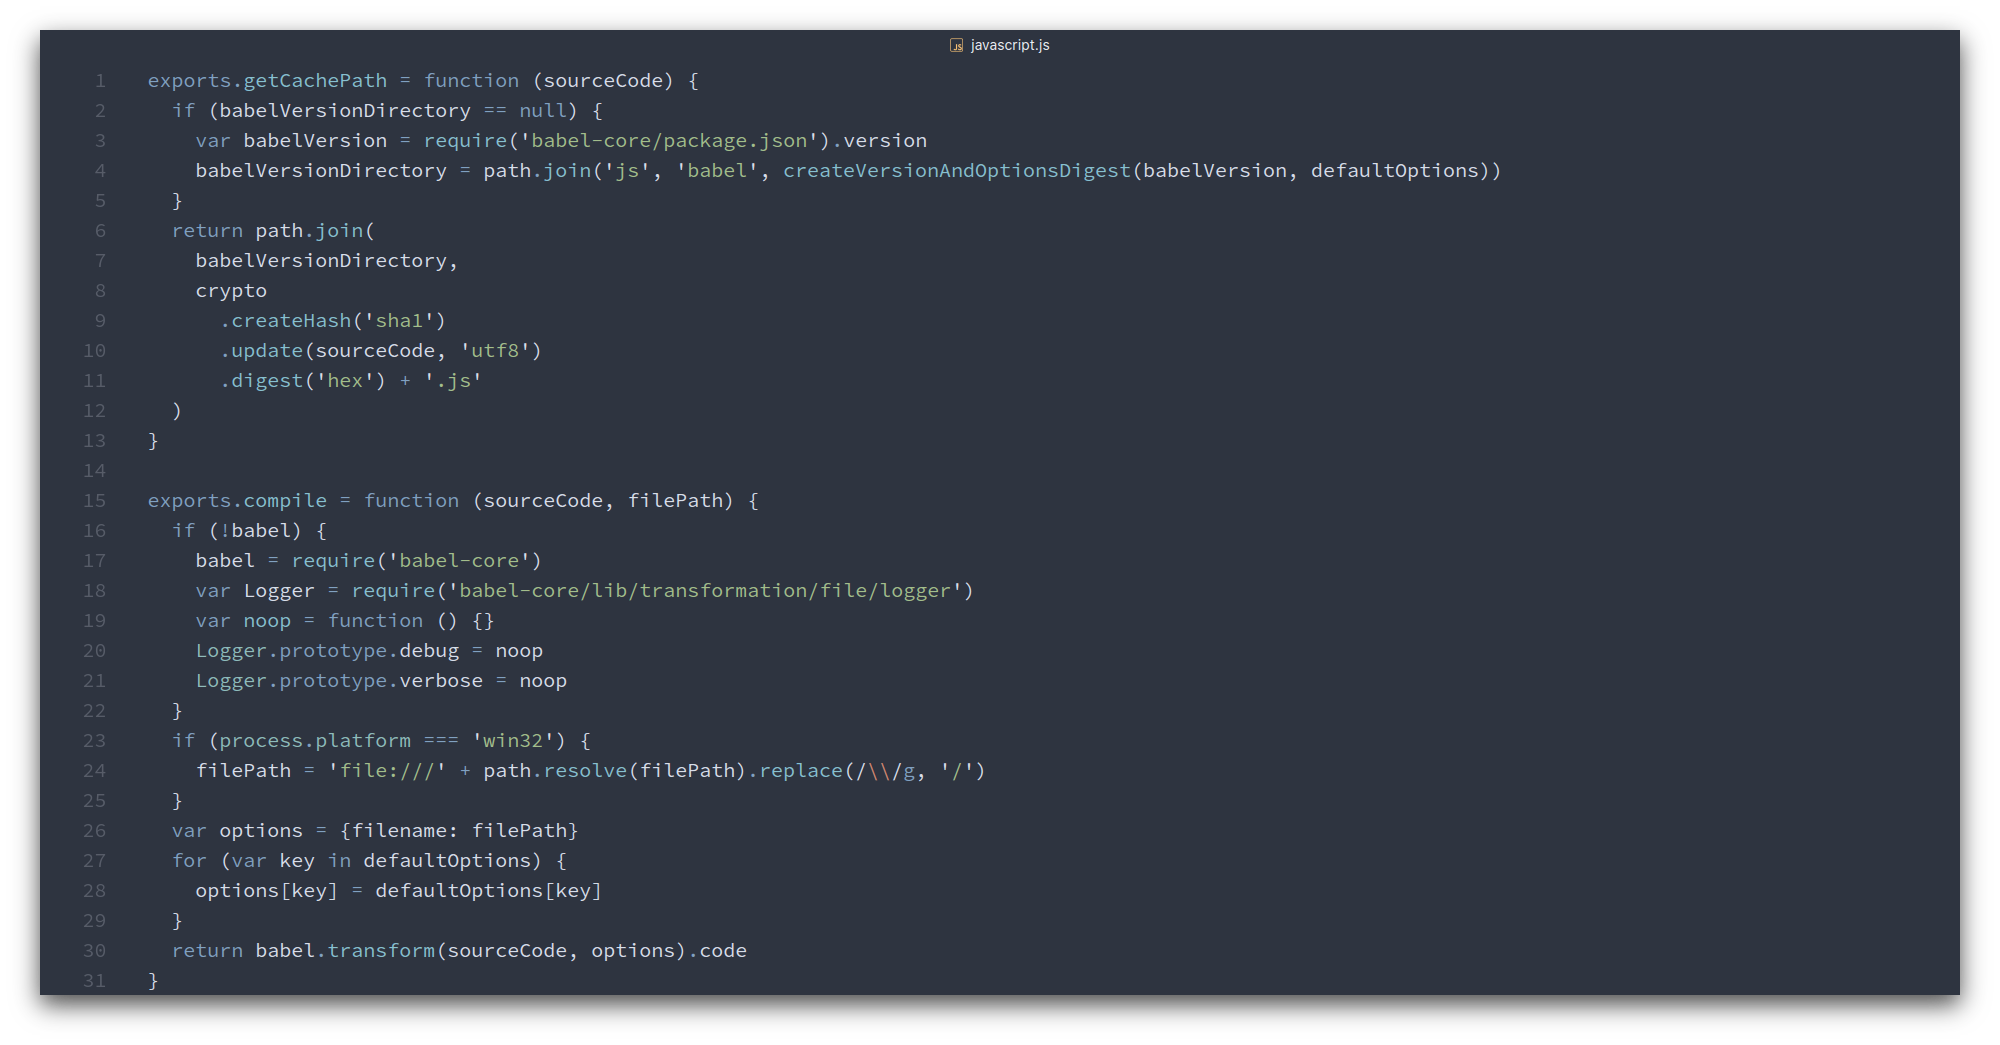 javascript.js
1 exports.getCachePath = function (sourceCode) {
2   if (babelVersionDirectory == null) {
3     var babelVersion = require('babel-core/package.json').version
4     babelVersionDirectory = path.join('js', 'babel', createVersionAndOptionsDigest(babelVersion, defaultOptions))
5   }
6   return path.join(
7     babelVersionDirectory,
8     crypto
9       .createHash('sha1')
10       .update(sourceCode, 'utf8')
11       .digest('hex') + '.js'
12   )
13 }
14
15 exports.compile = function (sourceCode, filePath) {
16   if (!babel) {
17     babel = require('babel-core')
18     var Logger = require('babel-core/lib/transformation/file/logger')
19     var noop = function () {}
20     Logger.prototype.debug = noop
21     Logger.prototype.verbose = noop
22   }
23   if (process.platform === 'win32') {
24     filePath = 'file:///' + path.resolve(filePath).replace(/\\/g, '/')
25   }
26   var options = {filename: filePath}
27   for (var key in defaultOptions) {
28     options[key] = defaultOptions[key]
29   }
30   return babel.transform(sourceCode, options).code
31 }